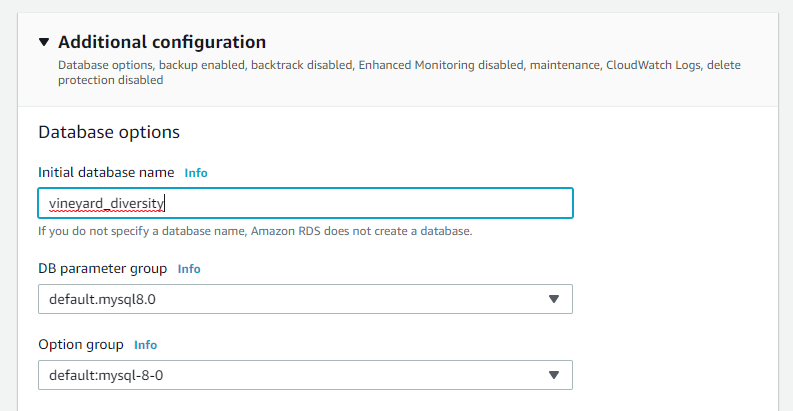 Additional configuration
Database options, backup enabled, backtrack disabled, Enhanced Monitoring disabled, maintenance, CloudWatch Logs, delete
protection disabled
Database options
Initial database name Info
vineyard_diversity
If you do not specify a database name, Amazon RDS does not create a database.
DB parameter group Info
default.mysql8.0
Option group Info
default:mysql-8-0